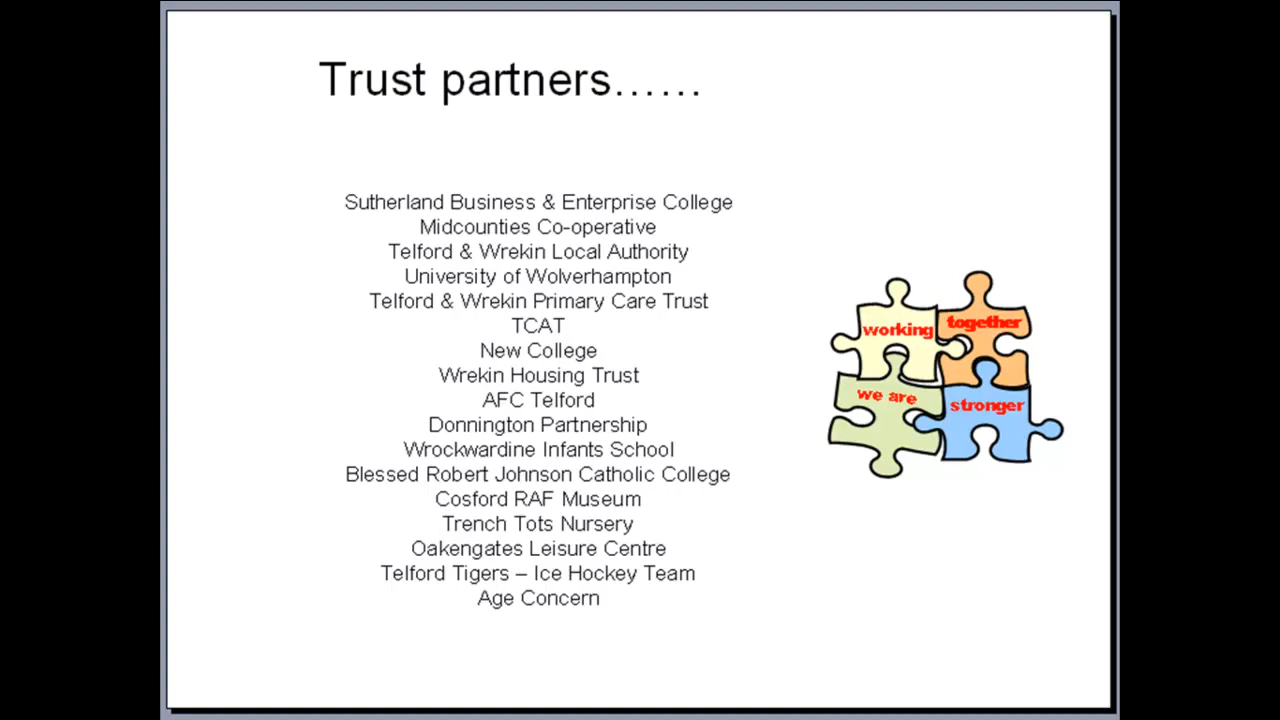 Trust partners......
Sutherland Business & Enterprise College
Midcounties Co-operative
Telford & Wrekin Local Authority
University of Wolverhampton
Telford & Wrekin Primary Care Trust
TCAT
New College
Wrekin Housing Trust
AFC Telford
Donnington Partnership
Wrockwardine Infants School
Blessed Robert Johnson Catholic College
Cosford RAF Museum
Trench Tots Nursery
Oakengates Leisure Centre
Telford Tigers – Ice Hockey Team
Age Concern
working together
we are stronger